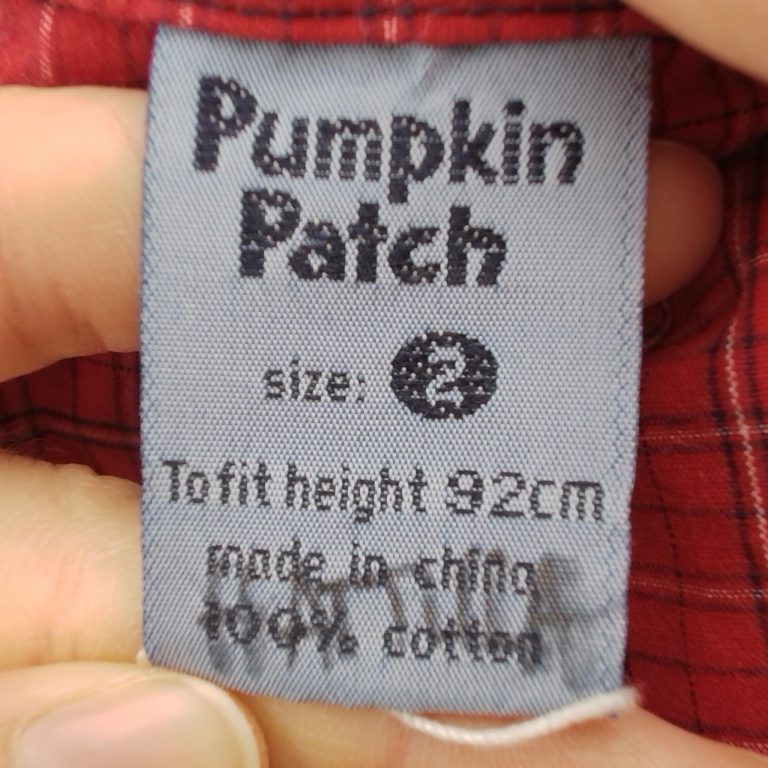 Pumpkin
Patch
size: 2
To fit height 92cm
made in china
100% cotton